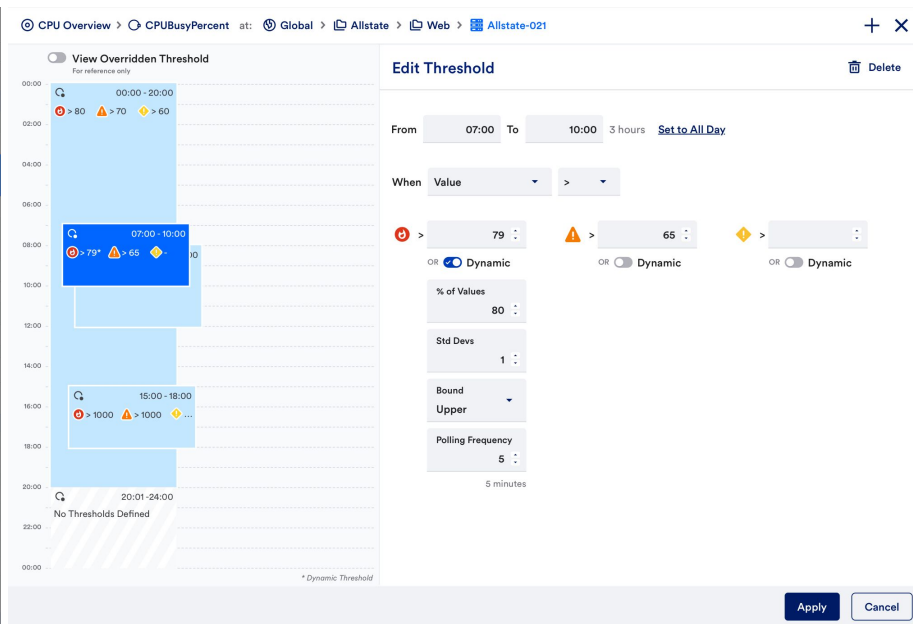 CPU Overview > CPUBusyPercent at: Global > Allstate > Web > Allstate-021
View Overridden Threshold
For reference only
Edit Threshold
Delete
00:00
00:00 - 20:00
> 80 > 70 > 60
02:00
04:00
06:00
08:00
10:00
12:00
14:00
16:00
18:00
20:00
22:00
00:00
07:00 - 10:00
> 79* > 65 -
15:00 - 18:00
> 1000 > 1000 ...
20:01 -24:00
No Thresholds Defined
* Dynamic Threshold
From 07:00 To 10:00 3 hours Set to All Day
When Value >
> 79 > 65 >
OR Dynamic OR Dynamic OR Dynamic
% of Values
80
Std Devs
1
Bound
Upper
Polling Frequency
5
5 minutes
Apply Cancel